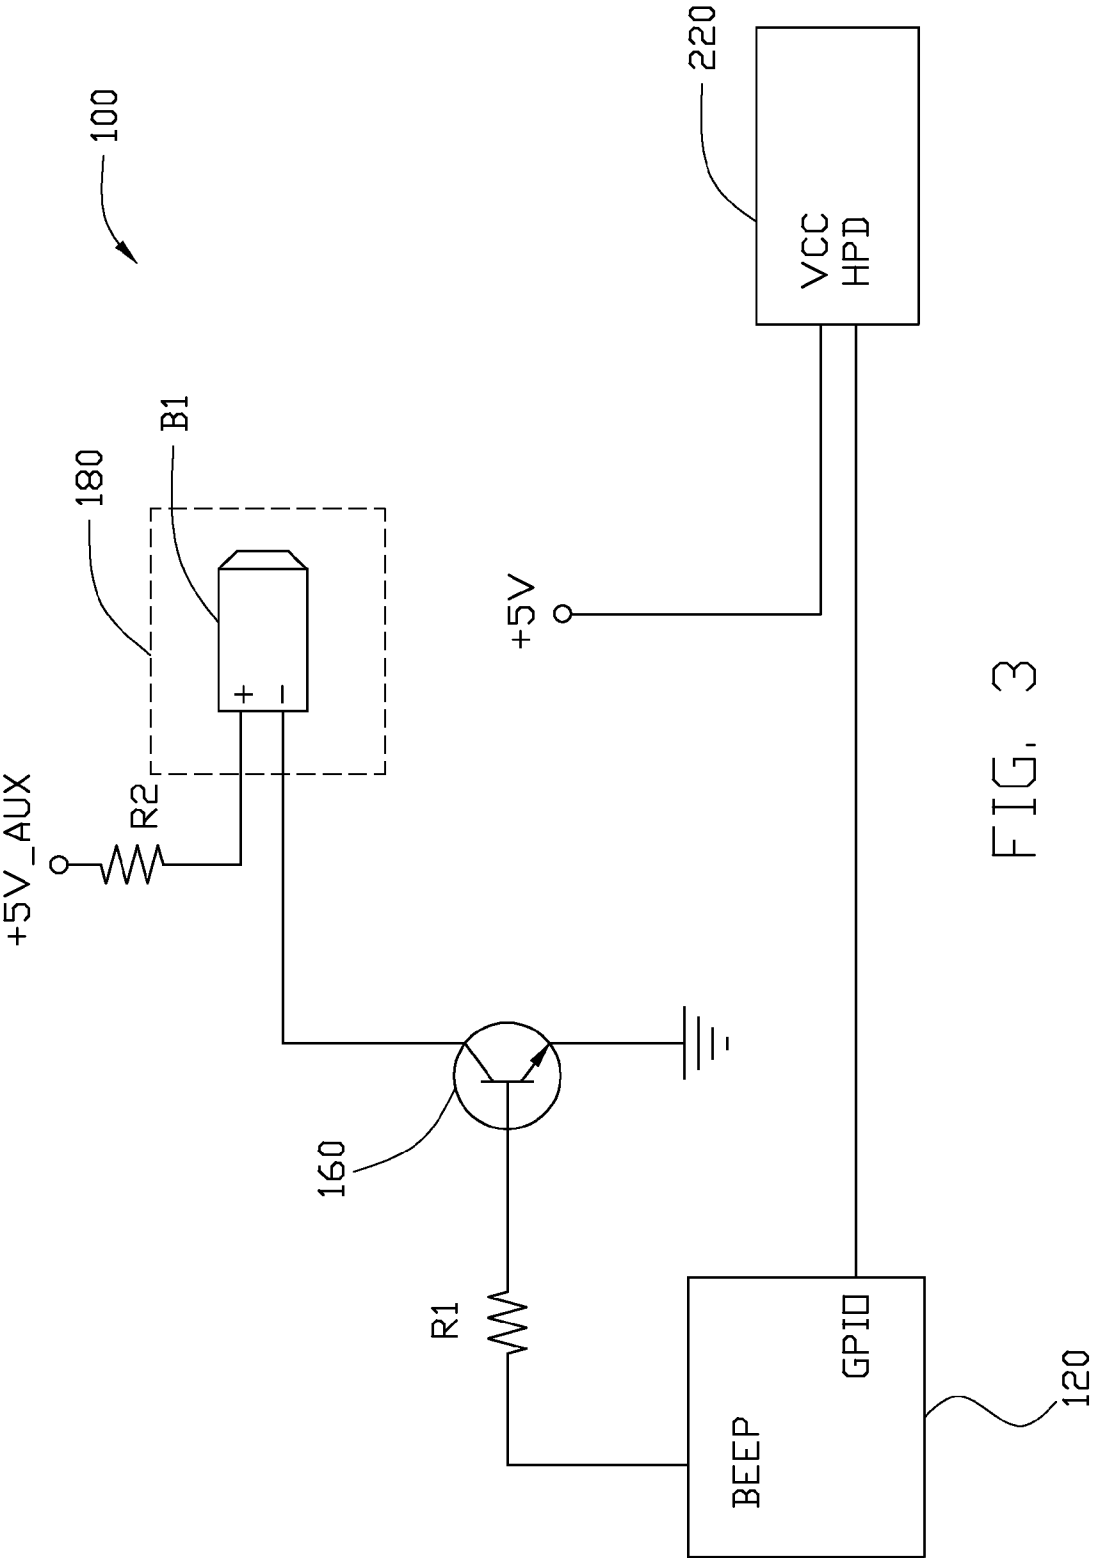 100
+5V_AUX
R2
180
B1
+
-
160
R1
BEEP
GPIO
120
+5V
220
VCC
HPD
FIG. 3